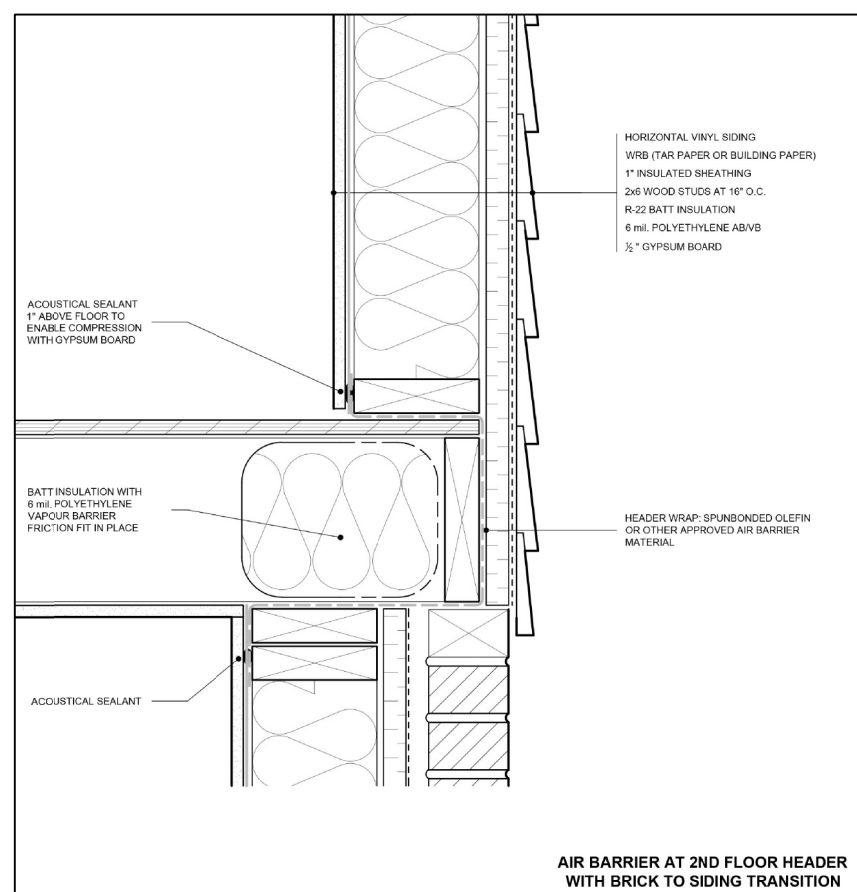 HORIZONTAL VINYL SIDING
WRB (TAR PAPER OR BUILDING PAPER)
1" INSULATED SHEATHING
2x6 WOOD STUDS AT 16" O.C.
R-22 BATT INSULATION
6 mil. POLYETHYLENE AB/VB
½ " GYPSUM BOARD
ACOUSTICAL SEALANT
1" ABOVE FLOOR TO
ENABLE COMPRESSION
WITH GYPSUM BOARD
BATT INSULATION WITH
6 mil. POLYETHYLENE
VAPOUR BARRIER
FRICTION FIT IN PLACE
HEADER WRAP: SPUNBONDED OLEFIN
OR OTHER APPROVED AIR BARRIER
MATERIAL
ACOUSTICAL SEALANT
AIR BARRIER AT 2ND FLOOR HEADER
WITH BRICK TO SIDING TRANSITION